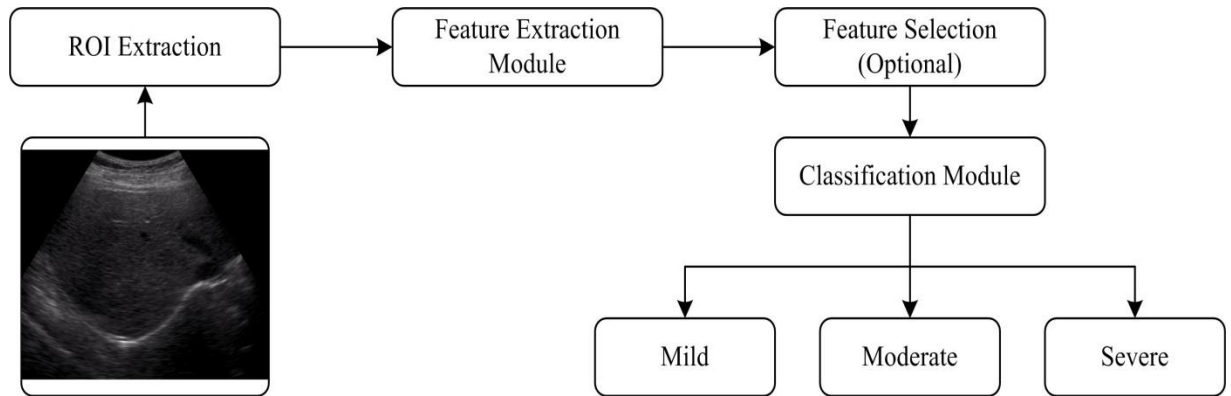 ROI Extraction
Feature Extraction
Module
Feature Selection
(Optional)
Classification Module
Mild
Moderate
Severe